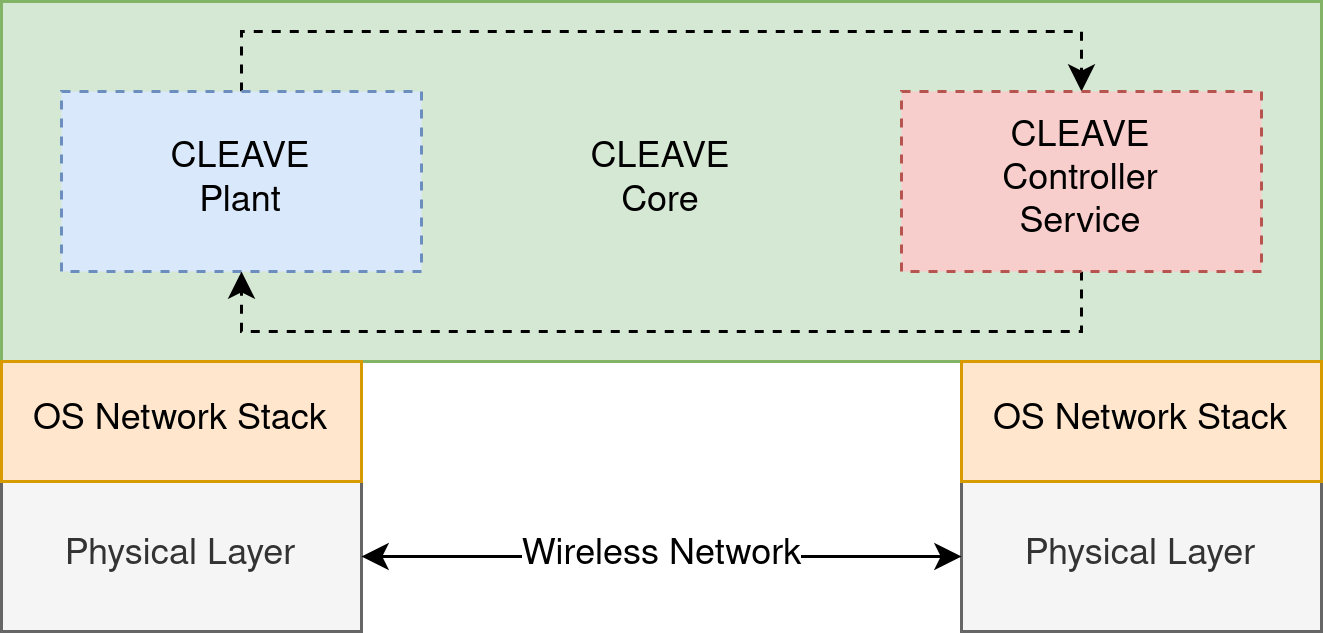 CLEAVE
Plant
CLEAVE
Core
CLEAVE
Controller
Service
OS Network Stack
OS Network Stack
Physical Layer
Wireless Network
Physical Layer